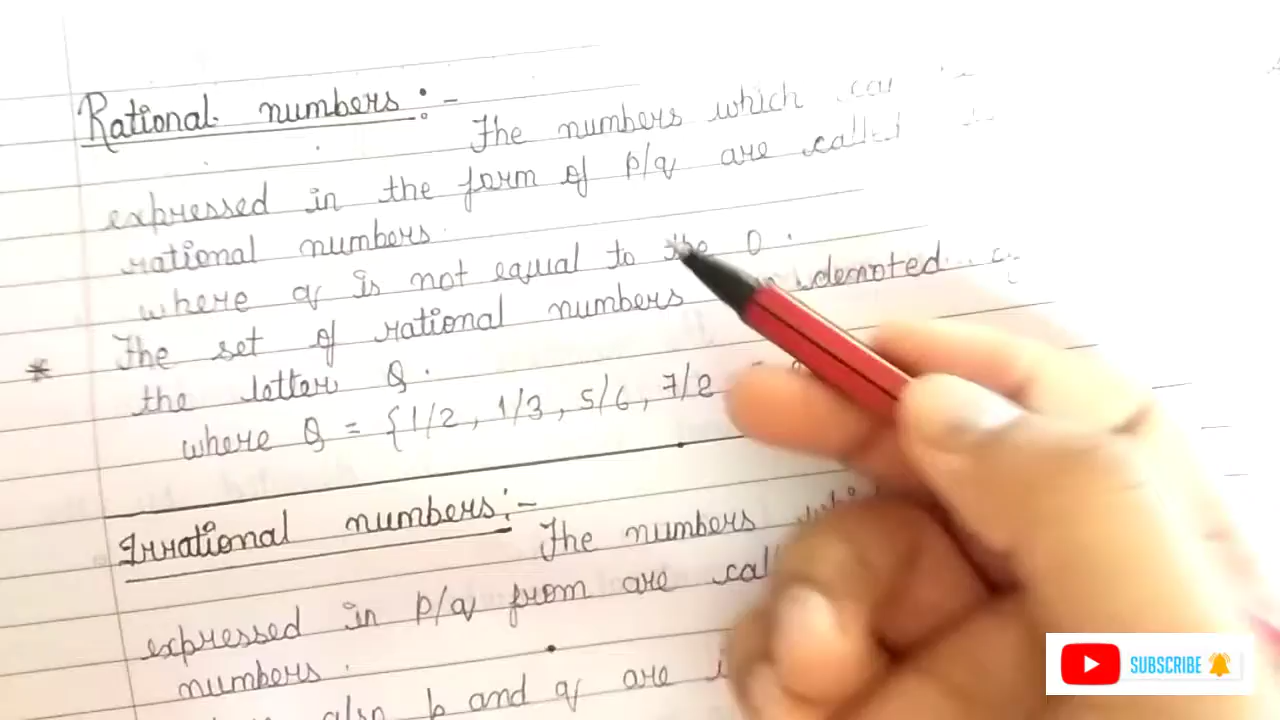 Rational numbers :-
The numbers which
expressed in the form of p/q are called
rational numbers.
where q is not equal to the 0.
* The set of rational numbers denoted
the letter Q.
where Q = {1/2, 1/3, 5/6, 7/2
Irrational numbers :-
The numbers
expressed in p/q from are
numbers.
also p and q are
SUBSCRIBE